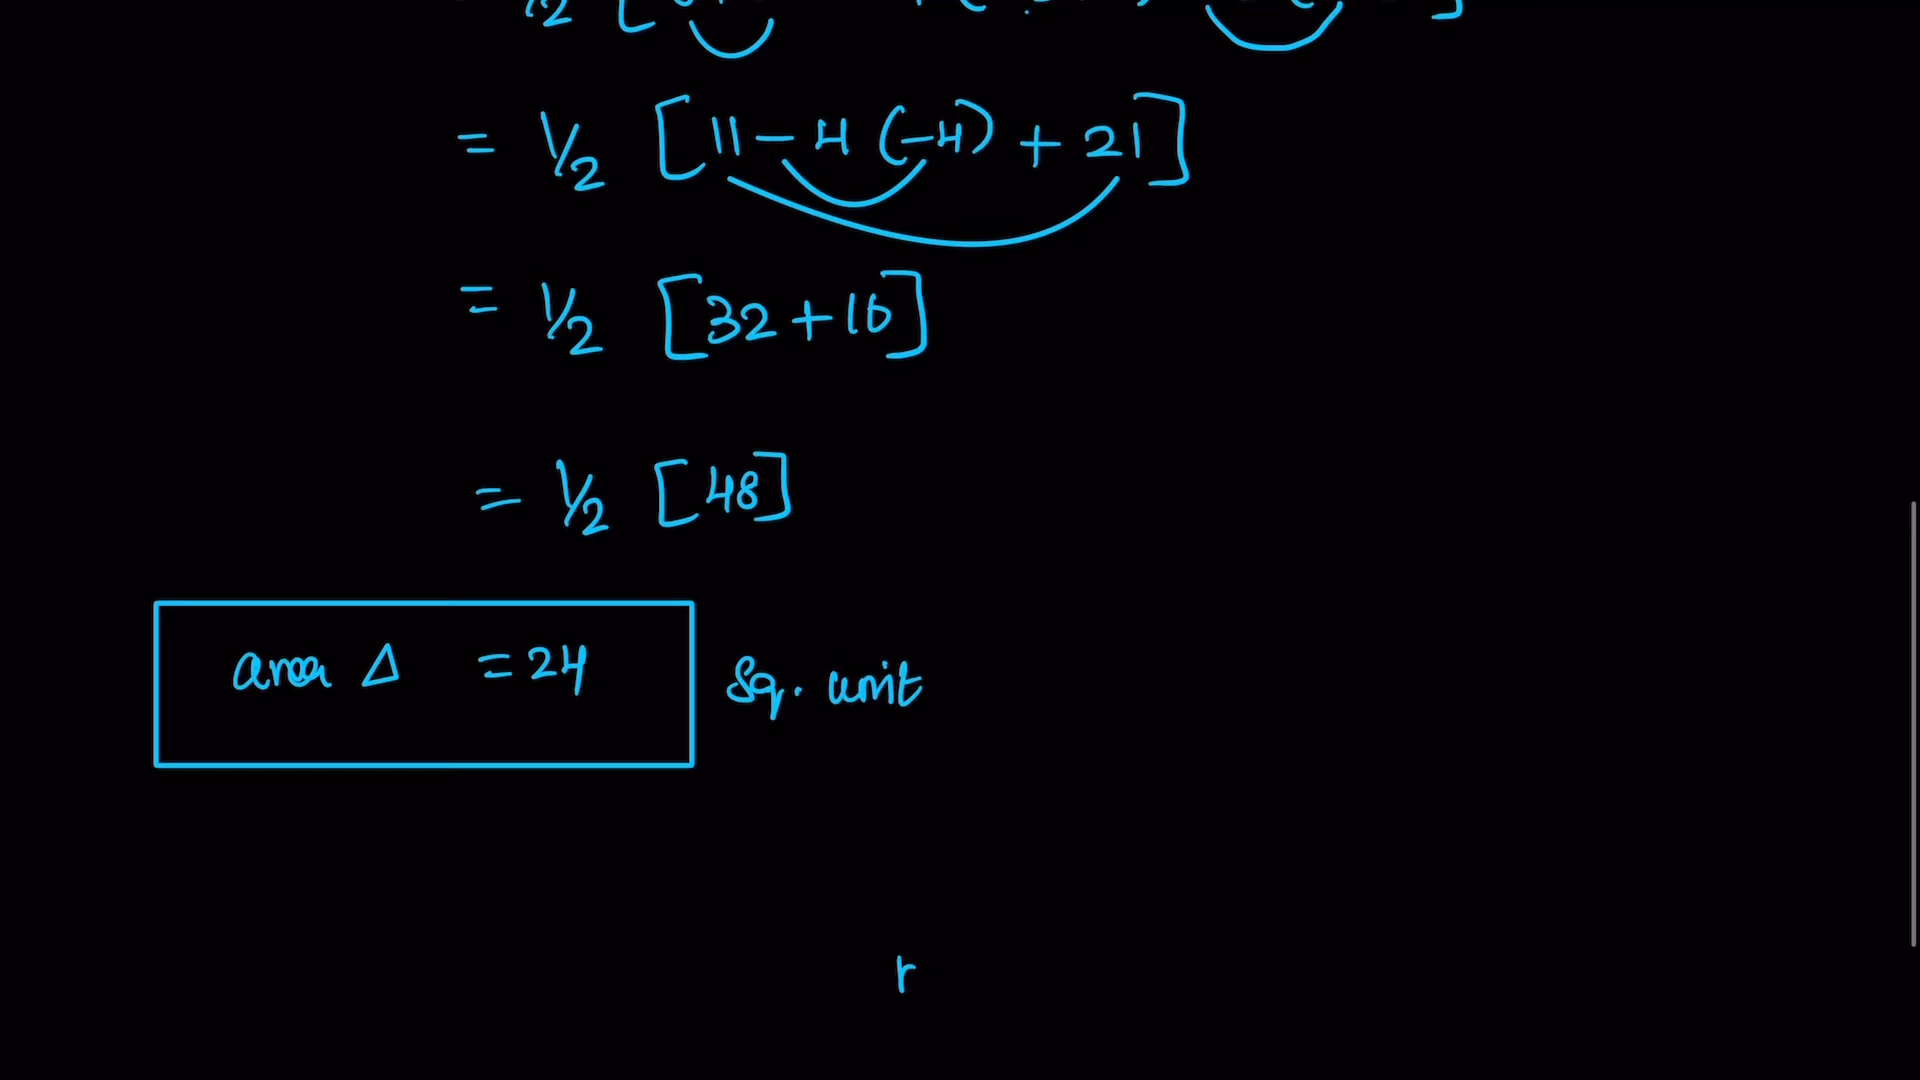 = 1/2 [11 - 4 (-4) + 21]
= 1/2 [32 + 16]
= 1/2 [48]
area Δ = 24 Sq. unit
r